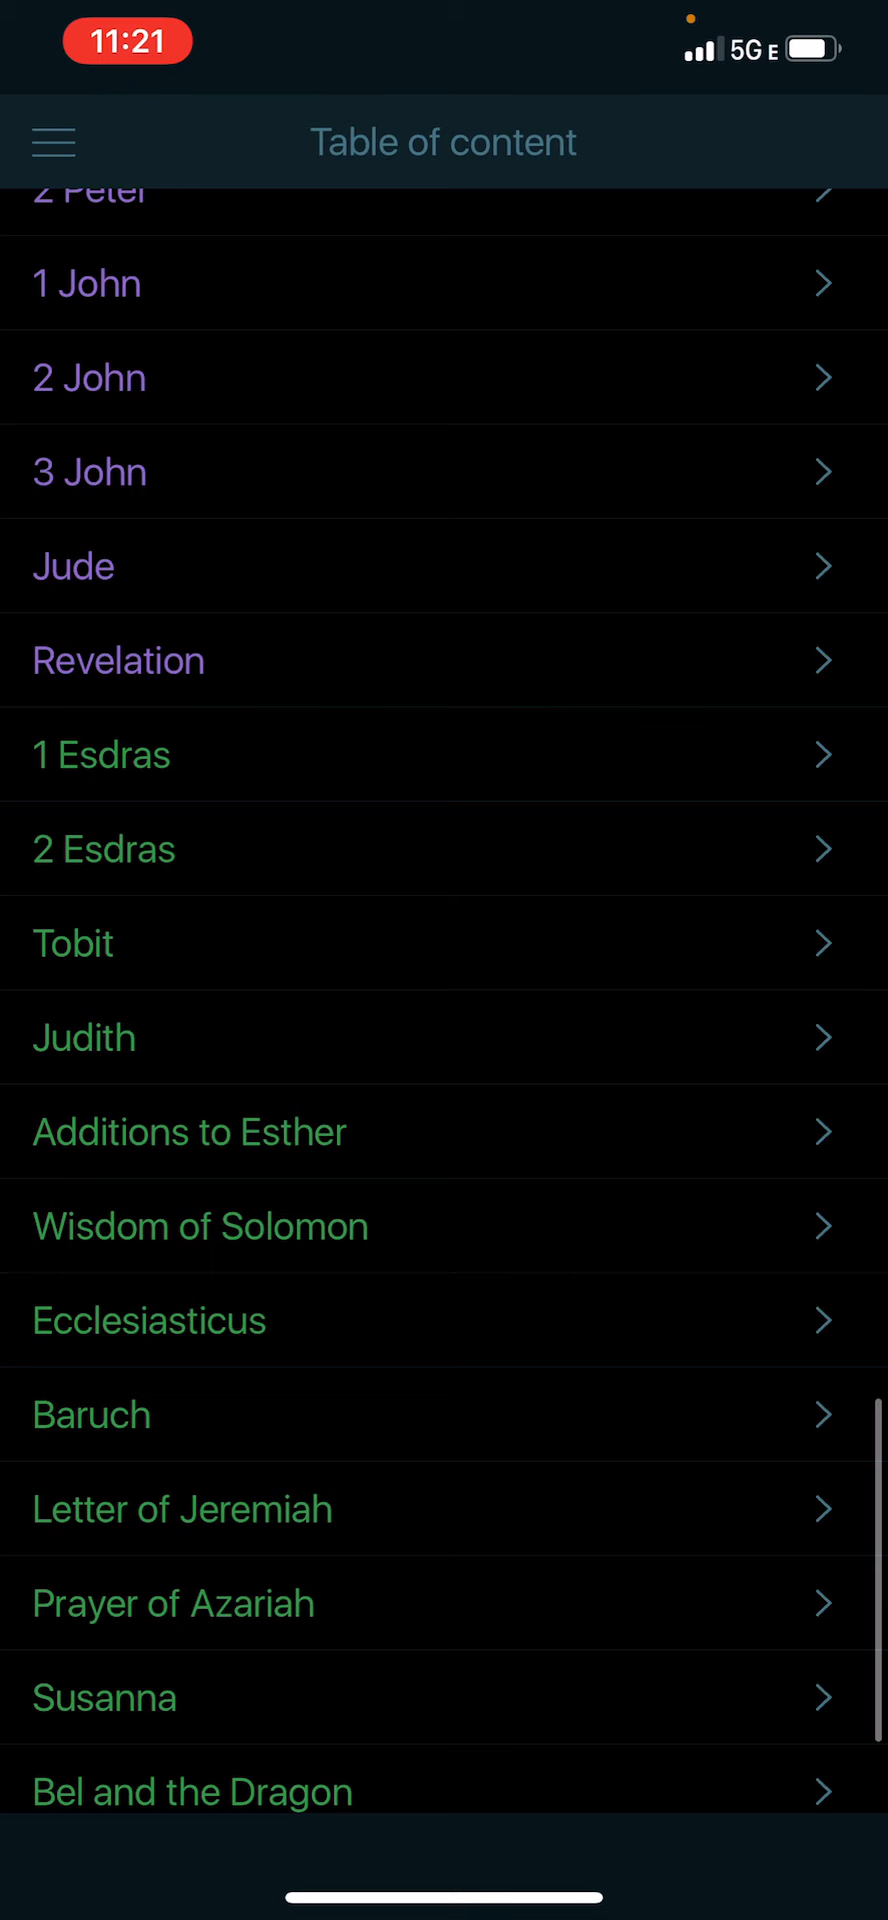 11:21
5G E
Table of content
2 Peter
1 John
2 John
3 John
Jude
Revelation
1 Esdras
2 Esdras
Tobit
Judith
Additions to Esther
Wisdom of Solomon
Ecclesiasticus
Baruch
Letter of Jeremiah
Prayer of Azariah
Susanna
Bel and the Dragon